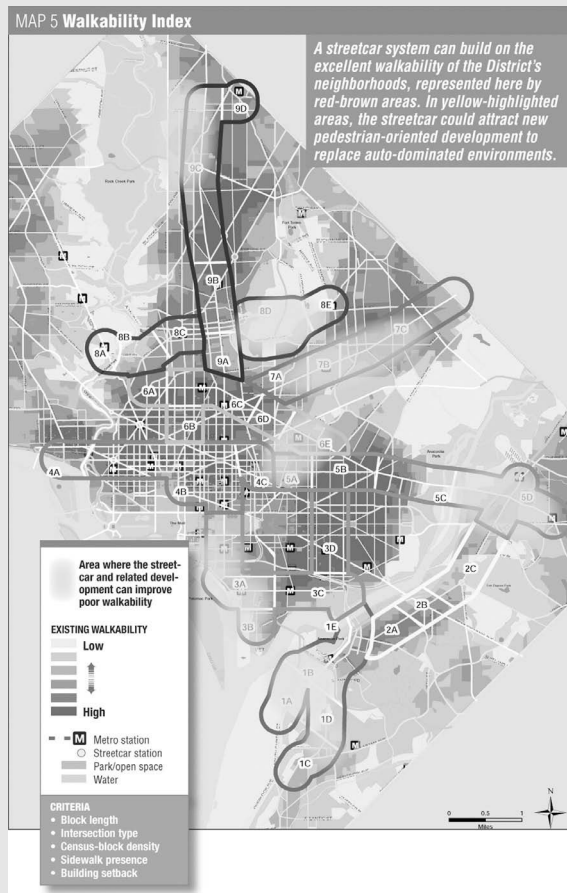 MAP 5 Walkability Index
A streetcar system can build on the
excellent walkability of the District's
neighborhoods, represented here by
red-brown areas. In yellow-highlighted
areas, the streetcar could attract new
pedestrian-oriented development to
replace auto-dominated environments.
M
9D
Rock Creek Park
9C
M
M
M
9B
8E
8D
8B
8C
8A
7C
9A
7B
7A
6A
6C
6D
6B
6E
Anacostia
Park
4A
5B
5A
4C
5C
5D
4B
The Mall
3D
2C
3A
3C
2B
3B
1E
2A
1B
1A
1D
1C
Area where the street-
car and related devel-
opment can improve
poor walkability
EXISTING WALKABILITY
Low
High
M Metro station
Streetcar station
Park/open space
Water
CRITERIA
• Block length
• Intersection type
• Census-block density
• Sidewalk presence
• Building setback
N
0 0.5 1
Miles